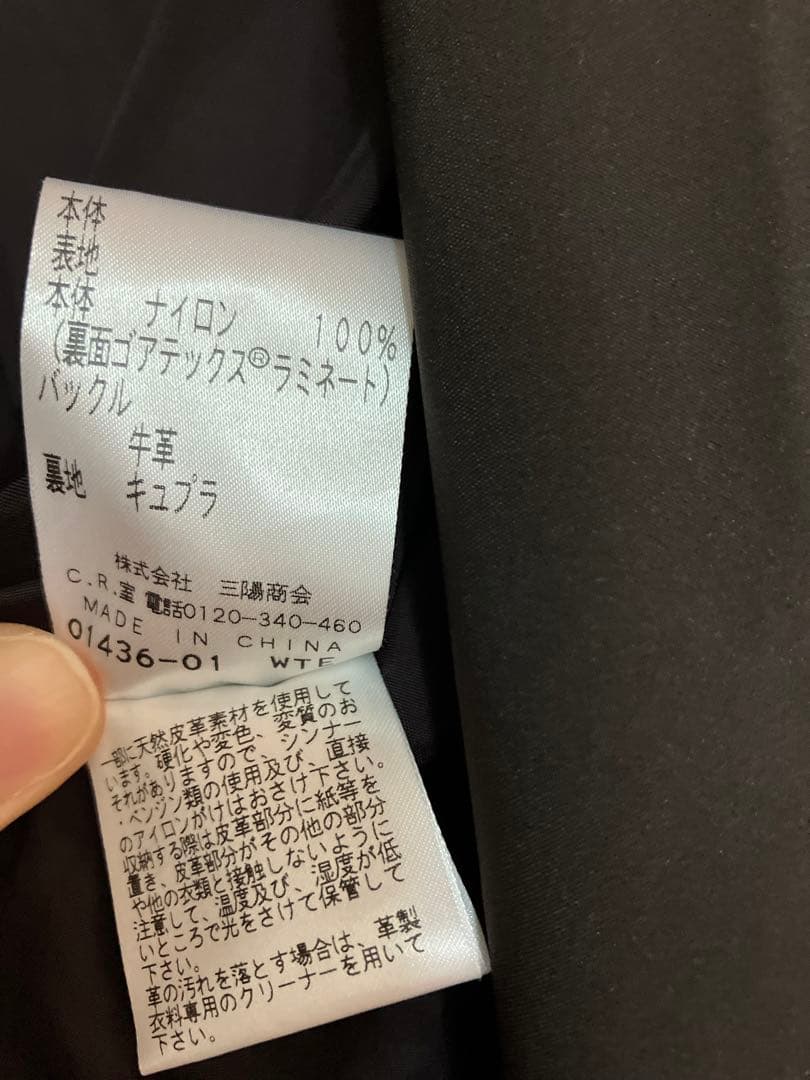 本体
表地
本体 ナイロン 100%
(裏面ゴアテックス®ラミネート)
バックル
牛革
裏地 キュプラ
株式会社 三陽商会
C.R.室 電話0120-340-460
MADE IN CHINA
01436-01 WTF
一部に天然皮革素材を使用して
います。硬化や変色、変質のお
それがありますので、シンナー
・ベンジン類の使用及び、直接
のアイロンがけはおさけ下さい。
収納する際は皮革部分に紙等を
置き、皮革部分がその他の部分
や他の衣類と接触しないように
注意して、温度及び、湿度が低
いところで光をさけて保管して
下さい。
革の汚れを落とす場合は、革製
衣料専用のクリーナーを用いて
下さい。